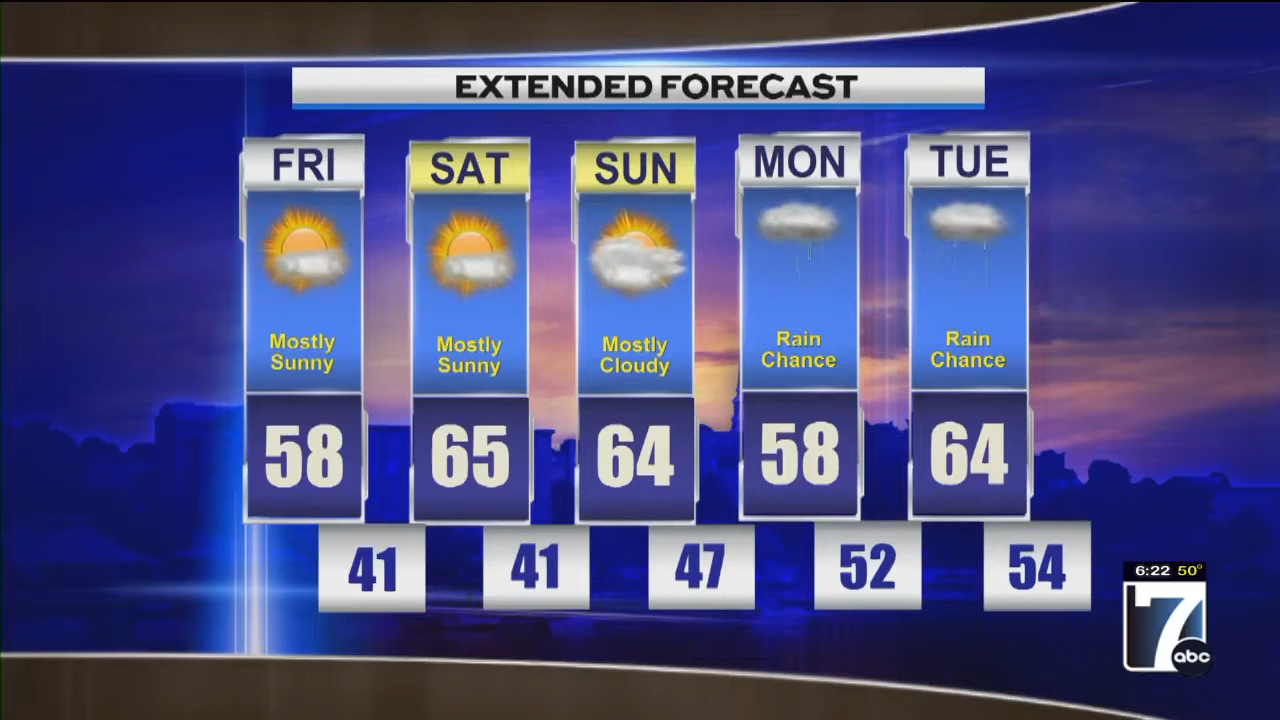 EXTENDED FORECAST
FRI
SAT
SUN
MON
TUE
Mostly
Sunny
Mostly
Sunny
Mostly
Cloudy
Rain
Chance
Rain
Chance
58
65
64
58
64
41
41
47
52
54
6:22 50°
7
abc